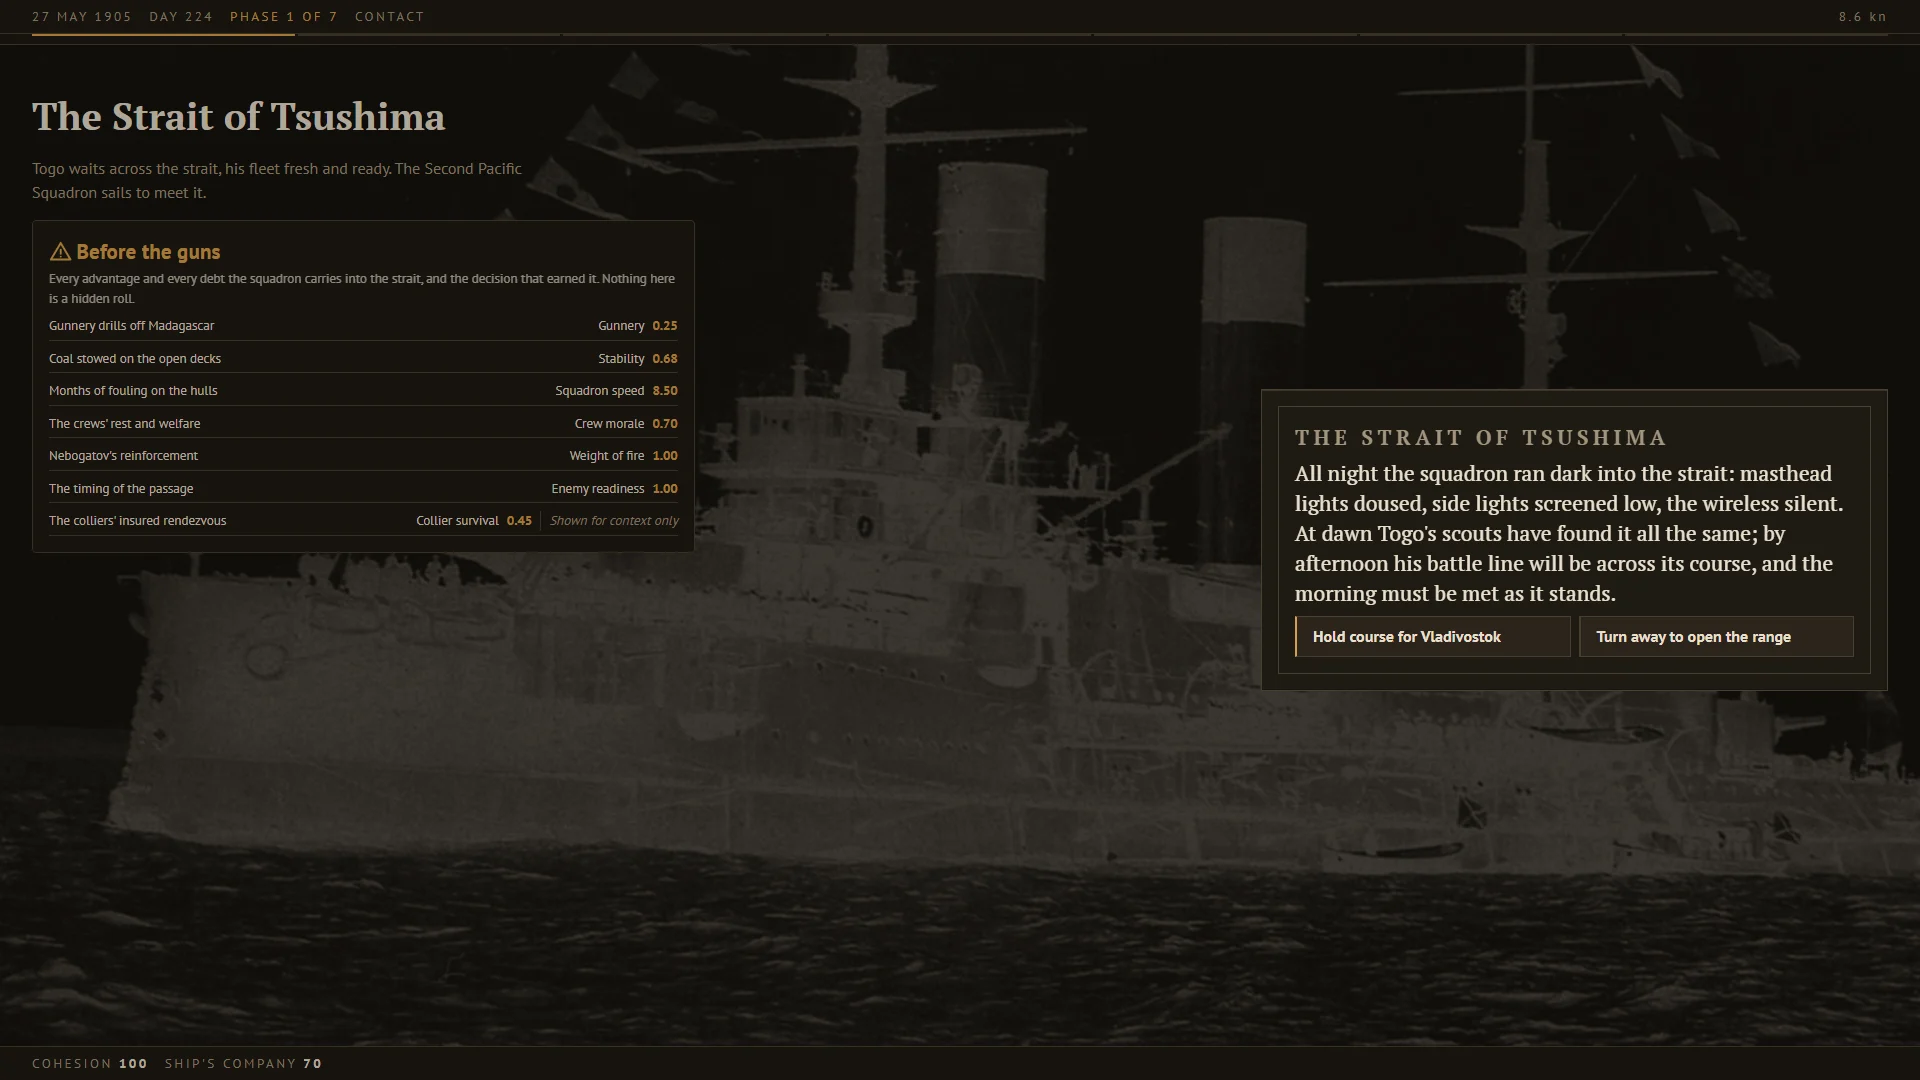 27 MAY 1905 DAY 224 PHASE 1 OF 7 CONTACT 8.6 kn
The Strait of Tsushima
Togo waits across the strait, his fleet fresh and ready. The Second Pacific
Squadron sails to meet it.
Before the guns
Every advantage and every debt the squadron carries into the strait, and the decision that earned it. Nothing here
is a hidden roll.
Gunnery drills off Madagascar Gunnery 0.25
Coal stowed on the open decks Stability 0.68
Months of fouling on the hulls Squadron speed 8.50
The crews' rest and welfare Crew morale 0.70
Nebogatov's reinforcement Weight of fire 1.00
The timing of the passage Enemy readiness 1.00
The colliers' insured rendezvous Collier survival 0.45 Shown for context only
THE STRAIT OF TSUSHIMA
All night the squadron ran dark into the strait: masthead
lights doused, side lights screened low, the wireless silent.
At dawn Togo's scouts have found it all the same; by
afternoon his battle line will be across its course, and the
morning must be met as it stands.
Hold course for Vladivostok Turn away to open the range
COHESION 100 SHIP'S COMPANY 70